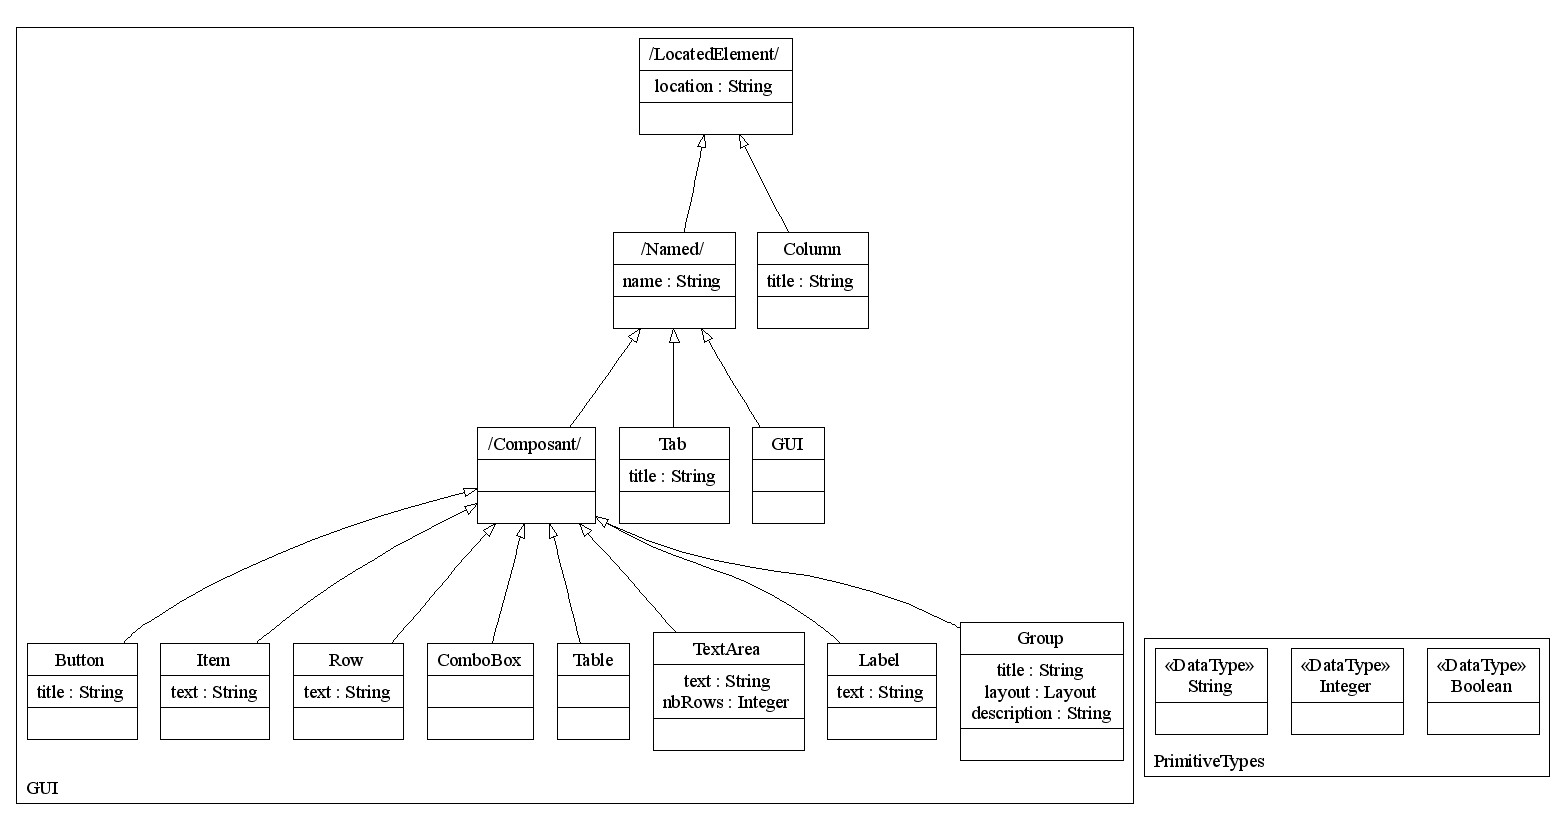 /LocatedElement/
location : String
/Named/
name : String
Column
title : String
/Composant/
Tab
title : String
GUI
Button
title : String
Item
text : String
Row
text : String
ComboBox
Table
TextArea
text : String
nbRows : Integer
Label
text : String
Group
title : String
layout : Layout
description : String
GUI
«DataType»
String
«DataType»
Integer
«DataType»
Boolean
PrimitiveTypes